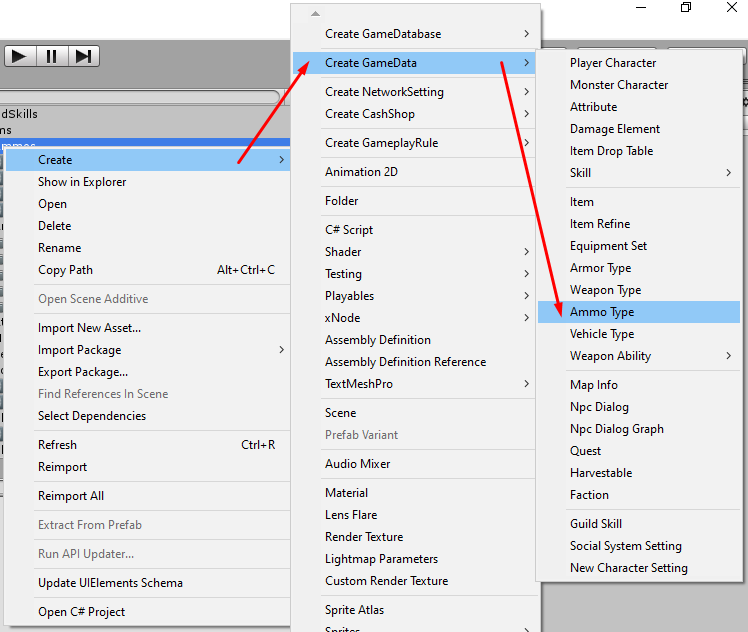 dSkills
ms
mmos
Create
Show in Explorer
Open
Delete
Rename
Copy Path Alt+Ctrl+C
Open Scene Additive
Import New Asset...
Import Package
Export Package...
Find References In Scene
Select Dependencies
Refresh Ctrl+R
Reimport
Reimport All
Extract From Prefab
Run API Updater...
Update UIElements Schema
Open C# Project
Create GameDatabase
Create GameData
Create NetworkSetting
Create CashShop
Create GameplayRule
Animation 2D
Folder
C# Script
Shader
Testing
Playables
xNode
Assembly Definition
Assembly Definition Reference
TextMeshPro
Scene
Prefab Variant
Audio Mixer
Material
Lens Flare
Render Texture
Lightmap Parameters
Custom Render Texture
Sprite Atlas
Sprites
Player Character
Monster Character
Attribute
Damage Element
Item Drop Table
Skill
Item
Item Refine
Equipment Set
Armor Type
Weapon Type
Ammo Type
Vehicle Type
Weapon Ability
Map Info
Npc Dialog
Npc Dialog Graph
Quest
Harvestable
Faction
Guild Skill
Social System Setting
New Character Setting